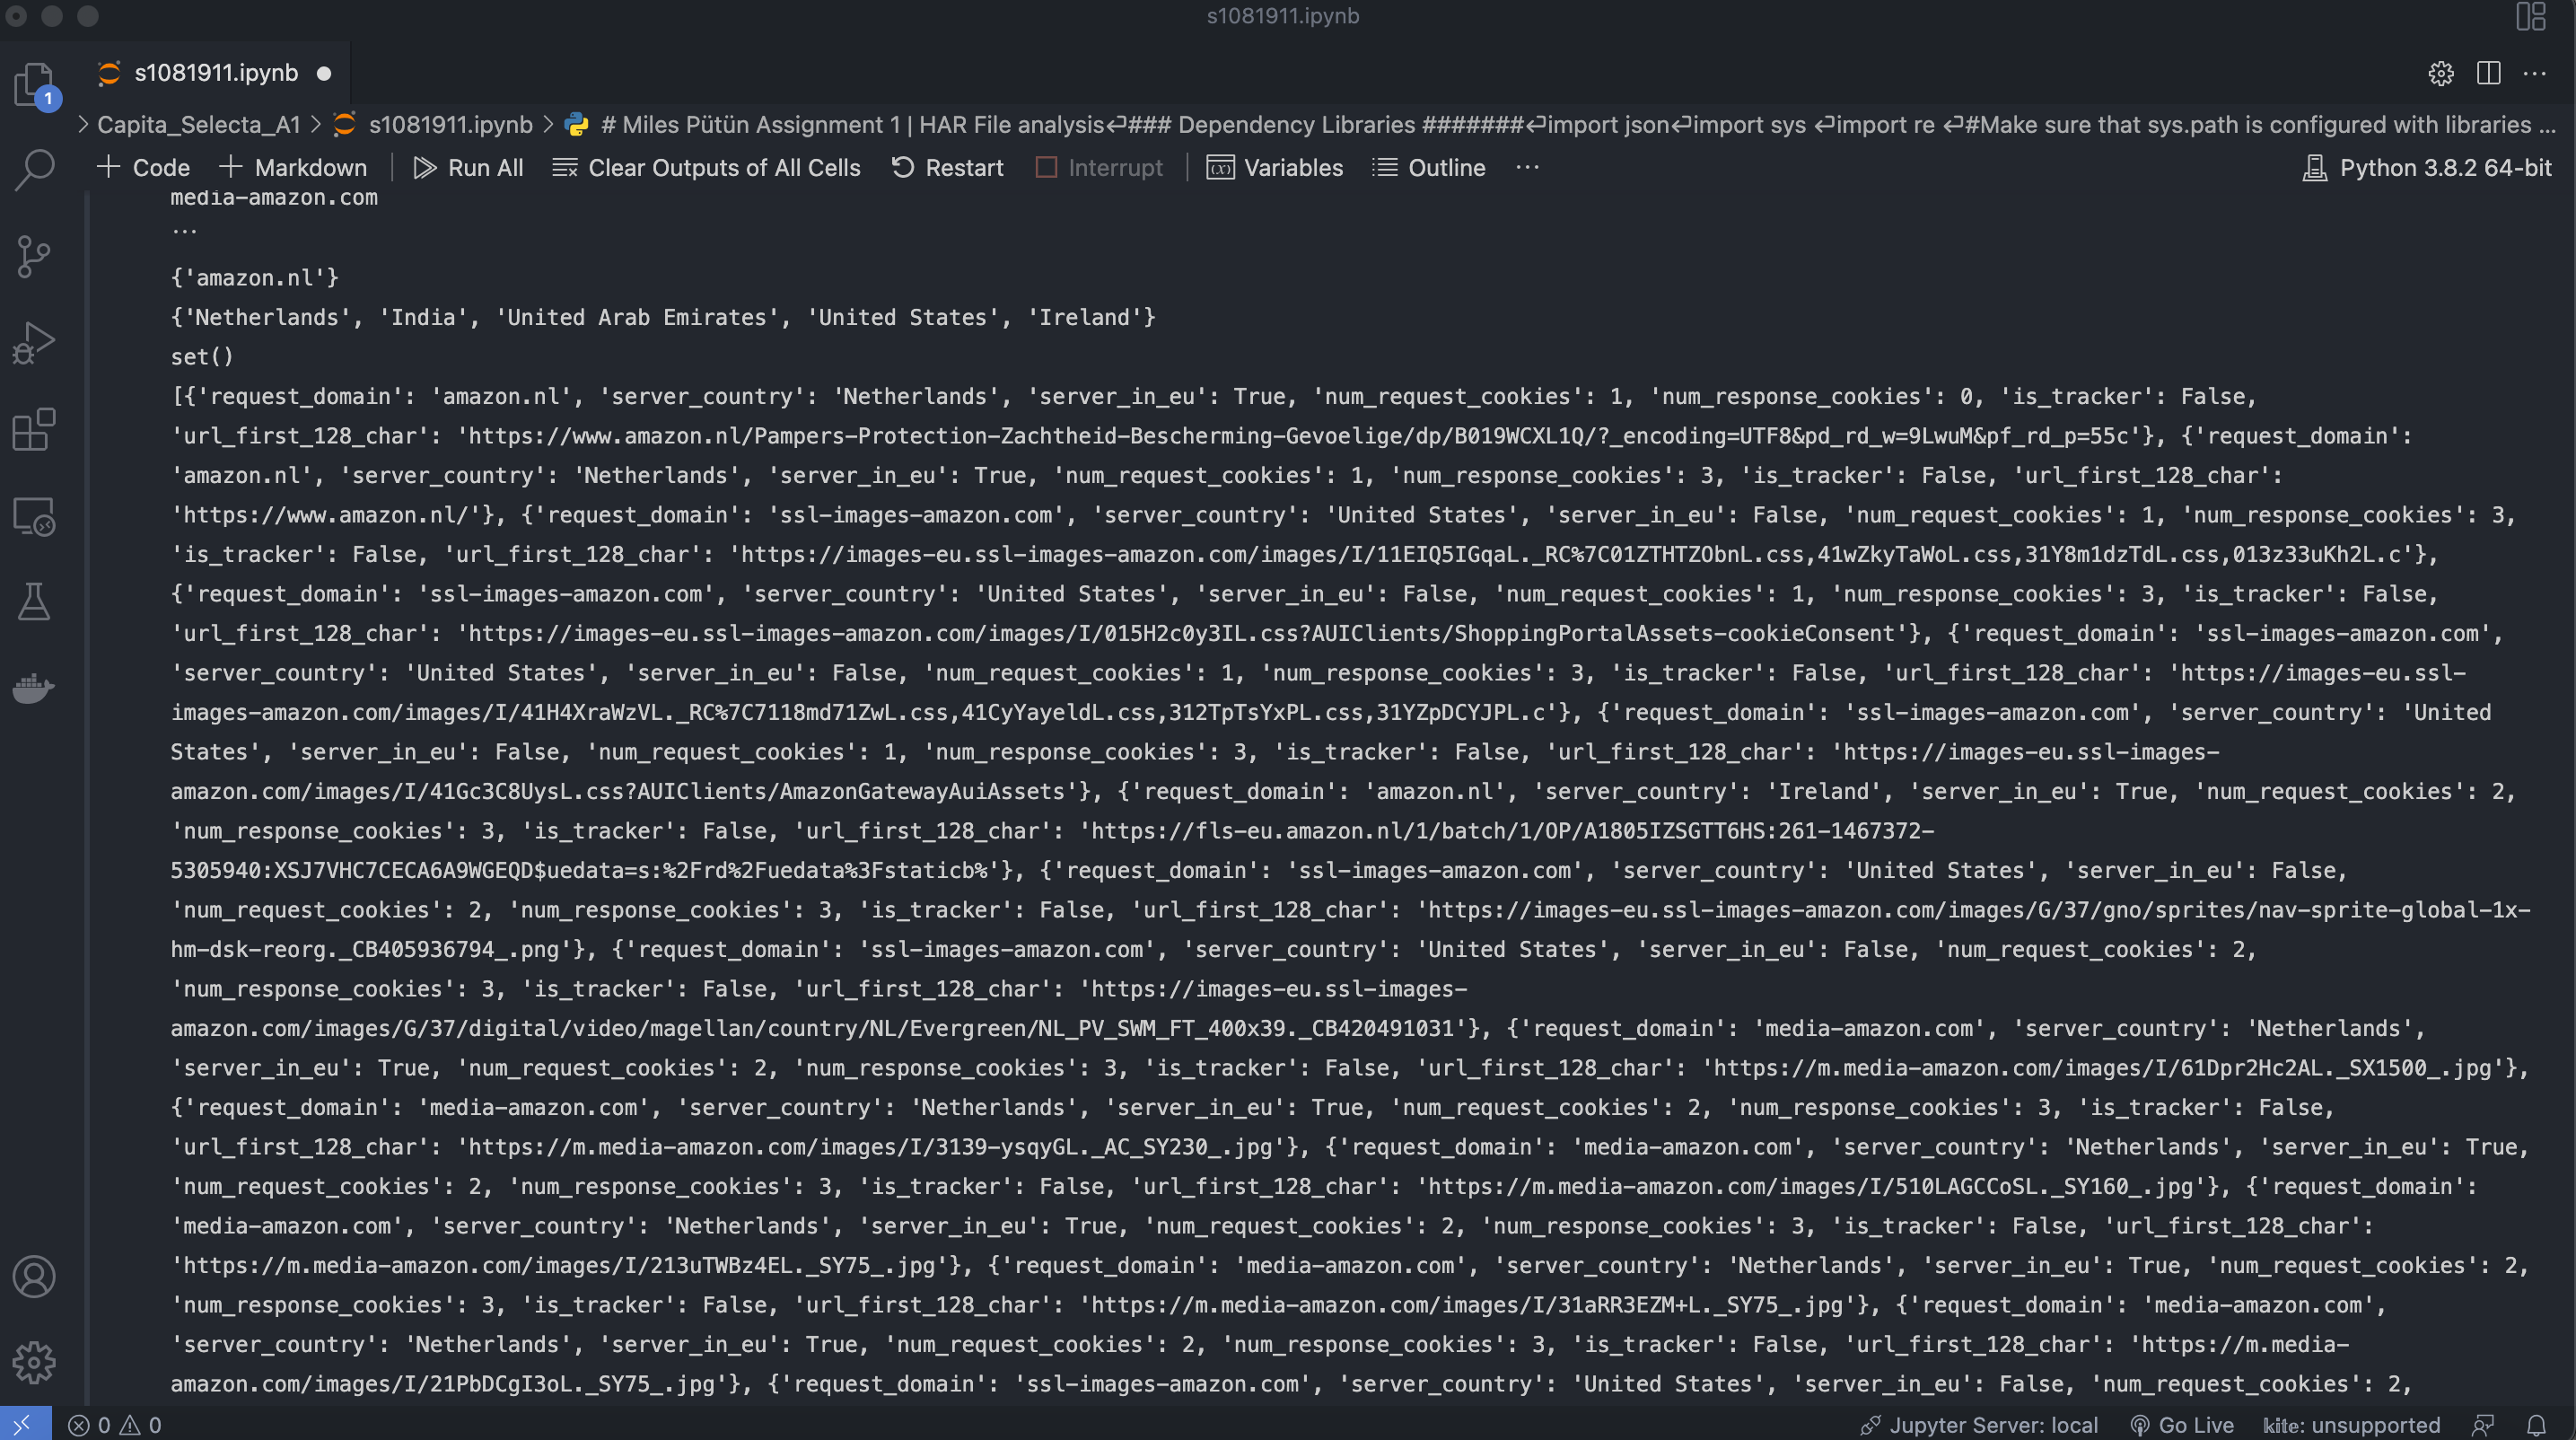 s1081911.ipynb
s1081911.ipynb
1
Capita_Selecta_A1 > s1081911.ipynb > # Miles Pütün Assignment 1 | HAR File analysis↵### Dependency Libraries #######↵import json↵import sys ↵import re ↵#Make sure that sys.path is configured with libraries ...
+ Code + Markdown Run All Clear Outputs of All Cells Restart Interrupt Variables Outline ... Python 3.8.2 64-bit
media-amazon.com
...
{'amazon.nl'}
{'Netherlands', 'India', 'United Arab Emirates', 'United States', 'Ireland'}
set()
[{'request_domain': 'amazon.nl', 'server_country': 'Netherlands', 'server_in_eu': True, 'num_request_cookies': 1, 'num_response_cookies': 0, 'is_tracker': False,
'url_first_128_char': 'https://www.amazon.nl/Pampers-Protection-Zachtheid-Bescherming-Gevoelige/dp/B019WCXL1Q/?_encoding=UTF8&pd_rd_w=9LwuM&pf_rd_p=55c'}, {'request_domain':
'amazon.nl', 'server_country': 'Netherlands', 'server_in_eu': True, 'num_request_cookies': 1, 'num_response_cookies': 3, 'is_tracker': False, 'url_first_128_char':
'https://www.amazon.nl/'}, {'request_domain': 'ssl-images-amazon.com', 'server_country': 'United States', 'server_in_eu': False, 'num_request_cookies': 1, 'num_response_cookies': 3,
'is_tracker': False, 'url_first_128_char': 'https://images-eu.ssl-images-amazon.com/images/I/11EIQ5IGqaL._RC%7C01ZTHTZObnL.css,41wZkyTaWoL.css,31Y8m1dzTdL.css,013z33uKh2L.c'},
{'request_domain': 'ssl-images-amazon.com', 'server_country': 'United States', 'server_in_eu': False, 'num_request_cookies': 1, 'num_response_cookies': 3, 'is_tracker': False,
'url_first_128_char': 'https://images-eu.ssl-images-amazon.com/images/I/015H2c0y3IL.css?AUIClients/ShoppingPortalAssets-cookieConsent'}, {'request_domain': 'ssl-images-amazon.com',
'server_country': 'United States', 'server_in_eu': False, 'num_request_cookies': 1, 'num_response_cookies': 3, 'is_tracker': False, 'url_first_128_char': 'https://images-eu.ssl-
images-amazon.com/images/I/41H4XraWzVL._RC%7C7118md71ZwL.css,41CyYayeldL.css,312TpTsYxPL.css,31YZpDCYJPL.c'}, {'request_domain': 'ssl-images-amazon.com', 'server_country': 'United
States', 'server_in_eu': False, 'num_request_cookies': 1, 'num_response_cookies': 3, 'is_tracker': False, 'url_first_128_char': 'https://images-eu.ssl-images-
amazon.com/images/I/41Gc3C8UysL.css?AUIClients/AmazonGatewayAuiAssets'}, {'request_domain': 'amazon.nl', 'server_country': 'Ireland', 'server_in_eu': True, 'num_request_cookies': 2,
'num_response_cookies': 3, 'is_tracker': False, 'url_first_128_char': 'https://fls-eu.amazon.nl/1/batch/1/OP/A1805IZSGTT6HS:261-1467372-
5305940:XSJ7VHC7CECA6A9WGEQD$uedata=s:%2Frd%2Fuedata%3Fstaticb%'}, {'request_domain': 'ssl-images-amazon.com', 'server_country': 'United States', 'server_in_eu': False,
'num_request_cookies': 2, 'num_response_cookies': 3, 'is_tracker': False, 'url_first_128_char': 'https://images-eu.ssl-images-amazon.com/images/G/37/gno/sprites/nav-sprite-global-1x-
hm-dsk-reorg._CB405936794_.png'}, {'request_domain': 'ssl-images-amazon.com', 'server_country': 'United States', 'server_in_eu': False, 'num_request_cookies': 2,
'num_response_cookies': 3, 'is_tracker': False, 'url_first_128_char': 'https://images-eu.ssl-images-
amazon.com/images/G/37/digital/video/magellan/country/NL/Evergreen/NL_PV_SWM_FT_400x39._CB420491031'}, {'request_domain': 'media-amazon.com', 'server_country': 'Netherlands',
'server_in_eu': True, 'num_request_cookies': 2, 'num_response_cookies': 3, 'is_tracker': False, 'url_first_128_char': 'https://m.media-amazon.com/images/I/61Dpr2Hc2AL._SX1500_.jpg'},
{'request_domain': 'media-amazon.com', 'server_country': 'Netherlands', 'server_in_eu': True, 'num_request_cookies': 2, 'num_response_cookies': 3, 'is_tracker': False,
'url_first_128_char': 'https://m.media-amazon.com/images/I/3139-ysqyGL._AC_SY230_.jpg'}, {'request_domain': 'media-amazon.com', 'server_country': 'Netherlands', 'server_in_eu': True,
'num_request_cookies': 2, 'num_response_cookies': 3, 'is_tracker': False, 'url_first_128_char': 'https://m.media-amazon.com/images/I/510LAGCCoSL._SY160_.jpg'}, {'request_domain':
'media-amazon.com', 'server_country': 'Netherlands', 'server_in_eu': True, 'num_request_cookies': 2, 'num_response_cookies': 3, 'is_tracker': False, 'url_first_128_char':
'https://m.media-amazon.com/images/I/213uTWBz4EL._SY75_.jpg'}, {'request_domain': 'media-amazon.com', 'server_country': 'Netherlands', 'server_in_eu': True, 'num_request_cookies': 2,
'num_response_cookies': 3, 'is_tracker': False, 'url_first_128_char': 'https://m.media-amazon.com/images/I/31aRR3EZM+L._SY75_.jpg'}, {'request_domain': 'media-amazon.com',
'server_country': 'Netherlands', 'server_in_eu': True, 'num_request_cookies': 2, 'num_response_cookies': 3, 'is_tracker': False, 'url_first_128_char': 'https://m.media-
amazon.com/images/I/21PbDCgI3oL._SY75_.jpg'}, {'request_domain': 'ssl-images-amazon.com', 'server_country': 'United States', 'server_in_eu': False, 'num_request_cookies': 2,
0 0 Jupyter Server: local Go Live kite: unsupported